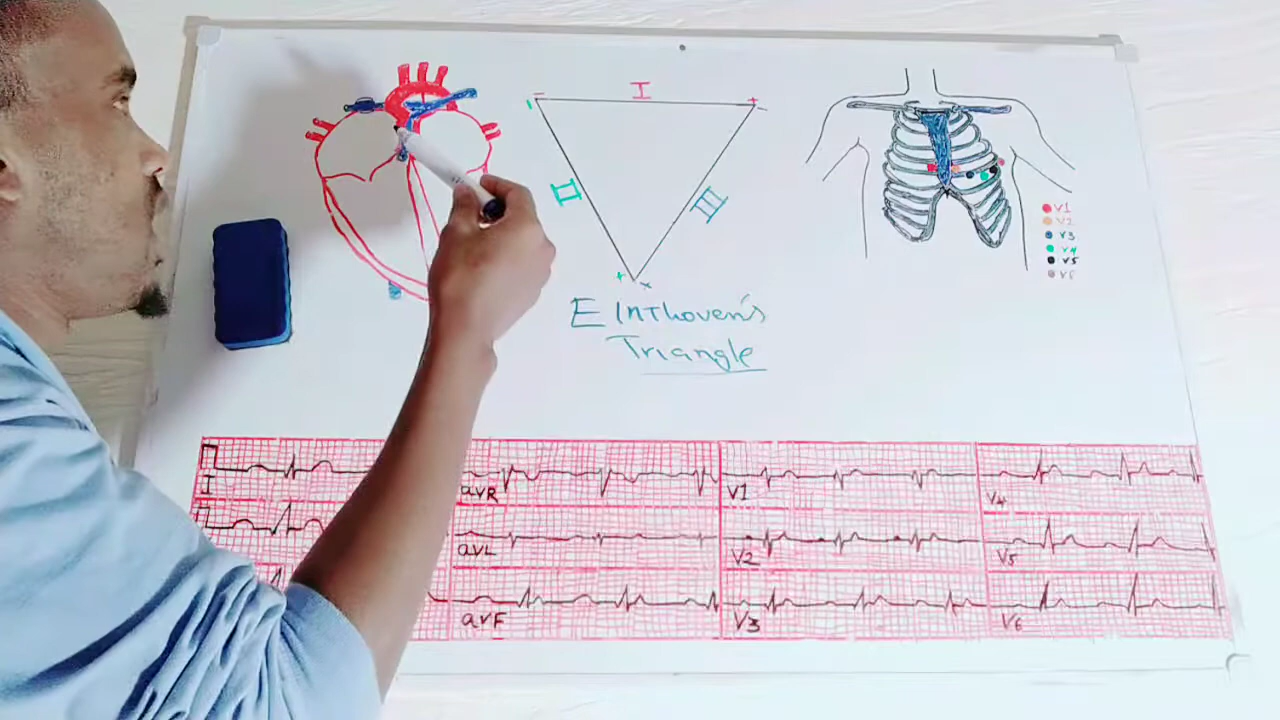 I
II
III
EInthoven's
Triangle
V1
V2
V3
V4
V5
V6
I
aVR
V1
V4
aVL
V2
V5
aVF
V3
V6